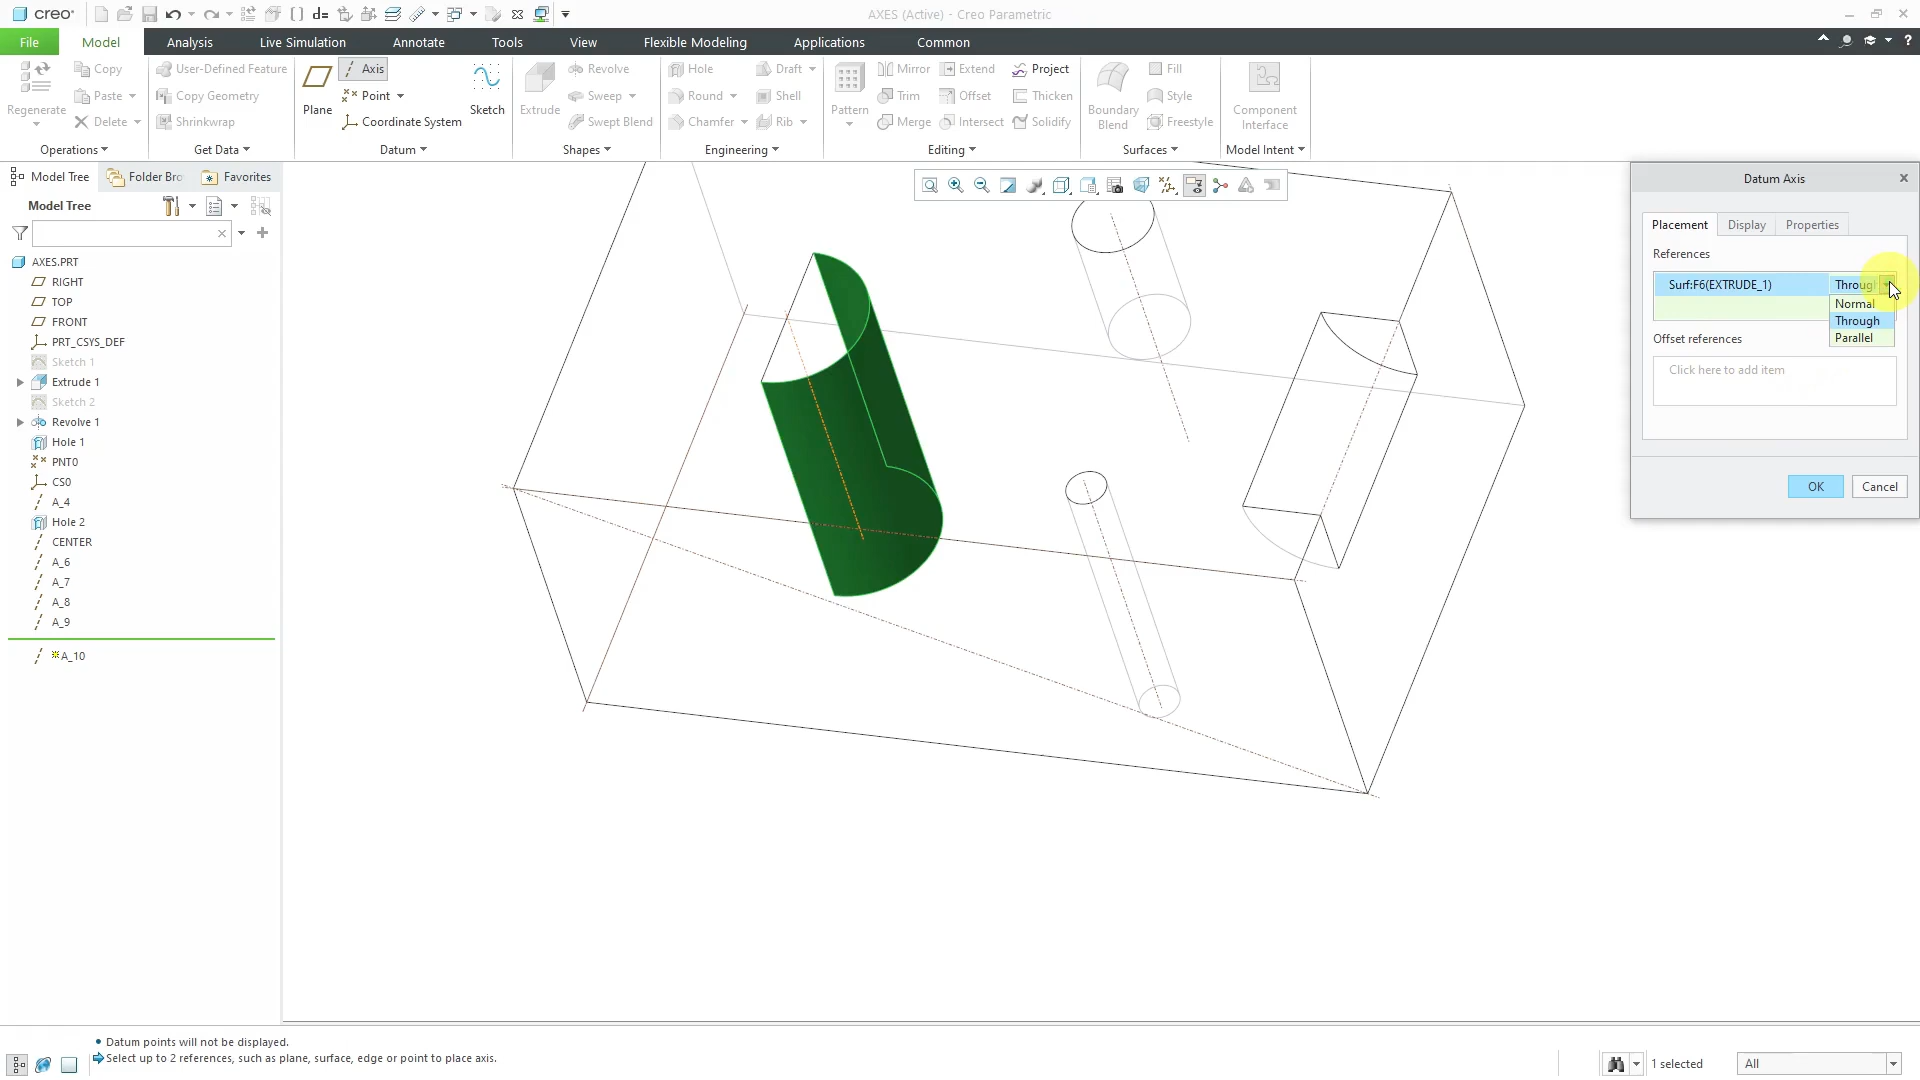 creo
AXES (Active) - Creo Parametric
File
Model
Analysis
Live Simulation
Annotate
Tools
View
Flexible Modeling
Applications
Common
Regenerate
Copy
Paste
Delete
Operations
User-Defined Feature
Copy Geometry
Shrinkwrap
Get Data
Plane
Axis
Point
Coordinate System
Sketch
Datum
Extrude
Revolve
Sweep
Swept Blend
Shapes
Hole
Round
Chamfer
Draft
Shell
Rib
Engineering
Pattern
Mirror
Trim
Merge
Extend
Offset
Intersect
Project
Thicken
Solidify
Editing
Boundary
Blend
Fill
Style
Freestyle
Surfaces
Component
Interface
Model Intent
Model Tree
Folder Bro
Favorites
Model Tree
AXES.PRT
RIGHT
TOP
FRONT
PRT_CSYS_DEF
Sketch 1
Extrude 1
Sketch 2
Revolve 1
Hole 1
PNT0
CS0
A_4
Hole 2
CENTER
A_6
A_7
A_8
A_9
A_10
Datum Axis
Placement
Display
Properties
References
Surf:F6(EXTRUDE_1)
Throug
Normal
Through
Parallel
Offset references
Click here to add item
OK
Cancel
Datum points will not be displayed.
Select up to 2 references, such as plane, surface, edge or point to place axis.
1 selected
All